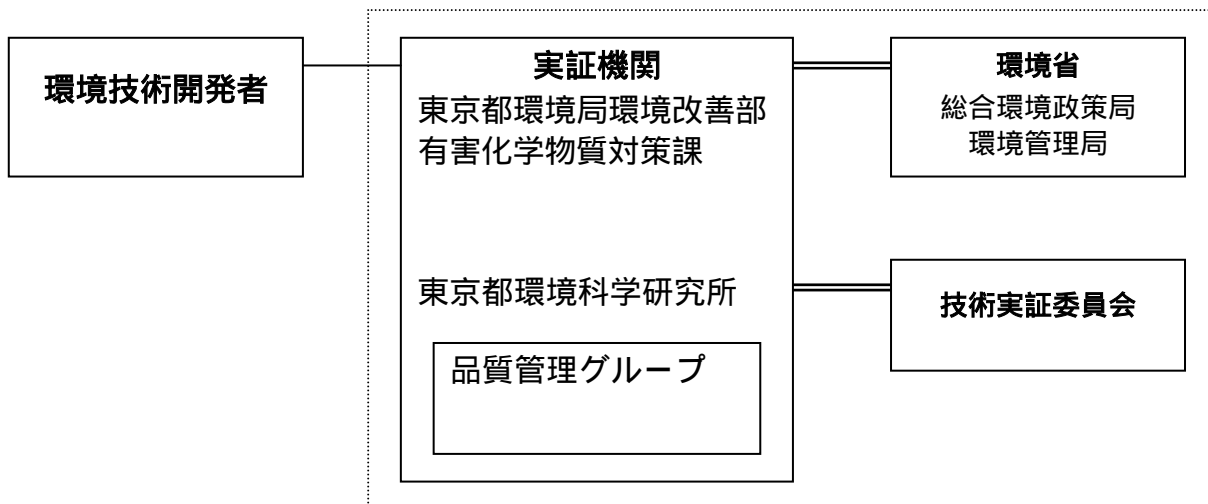 環境技術開発者
実証機関
東京都環境局環境改善部
有害化学物質対策課
東京都環境科学研究所
品質管理グループ
環境省
総合環境政策局
環境管理局
技術実証委員会